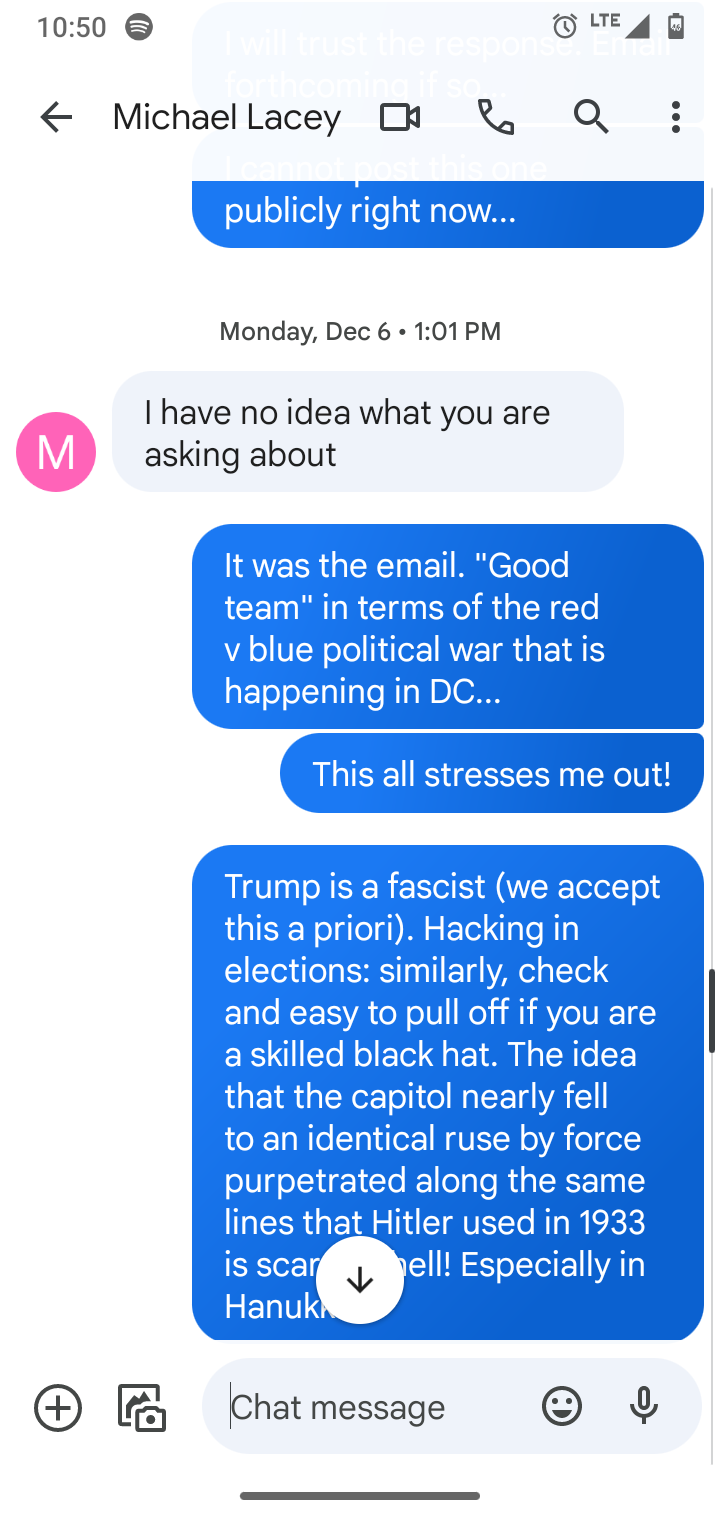 10:50 LTE 46
I will trust the response. Email
forthcoming if so...
Michael Lacey
I cannot post this one
publicly right now...
Monday, Dec 6 • 1:01 PM
I have no idea what you are
asking about
M
It was the email. "Good
team" in terms of the red
v blue political war that is
happening in DC...
This all stresses me out!
Trump is a fascist (we accept
this a priori). Hacking in
elections: similarly, check
and easy to pull off if you are
a skilled black hat. The idea
that the capitol nearly fell
to an identical ruse by force
purpetrated along the same
lines that Hitler used in 1933
is hell! Especially in
Chat message